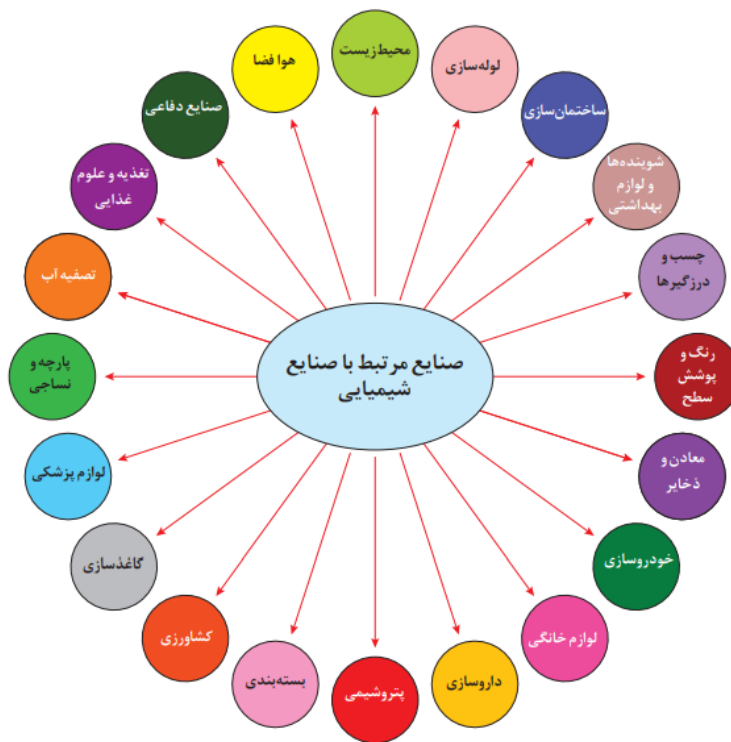 صنایع مرتبط با صنایع
شیمیایی
محیط‌زیست
لوله‌سازی
ساختمان‌سازی
شوینده‌ها
و لوازم
بهداشتی
چسب و
درزگیرها
رنگ و
پوشش
سطح
معادن و
ذخایر
خودروسازی
لوازم خانگی
داروسازی
پتروشیمی
بسته‌بندی
کشاورزی
کاغذسازی
لوازم پزشکی
پارچه و
نساجی
تصفیه آب
تغذیه و علوم
غذایی
صنایع دفاعی
هوا فضا